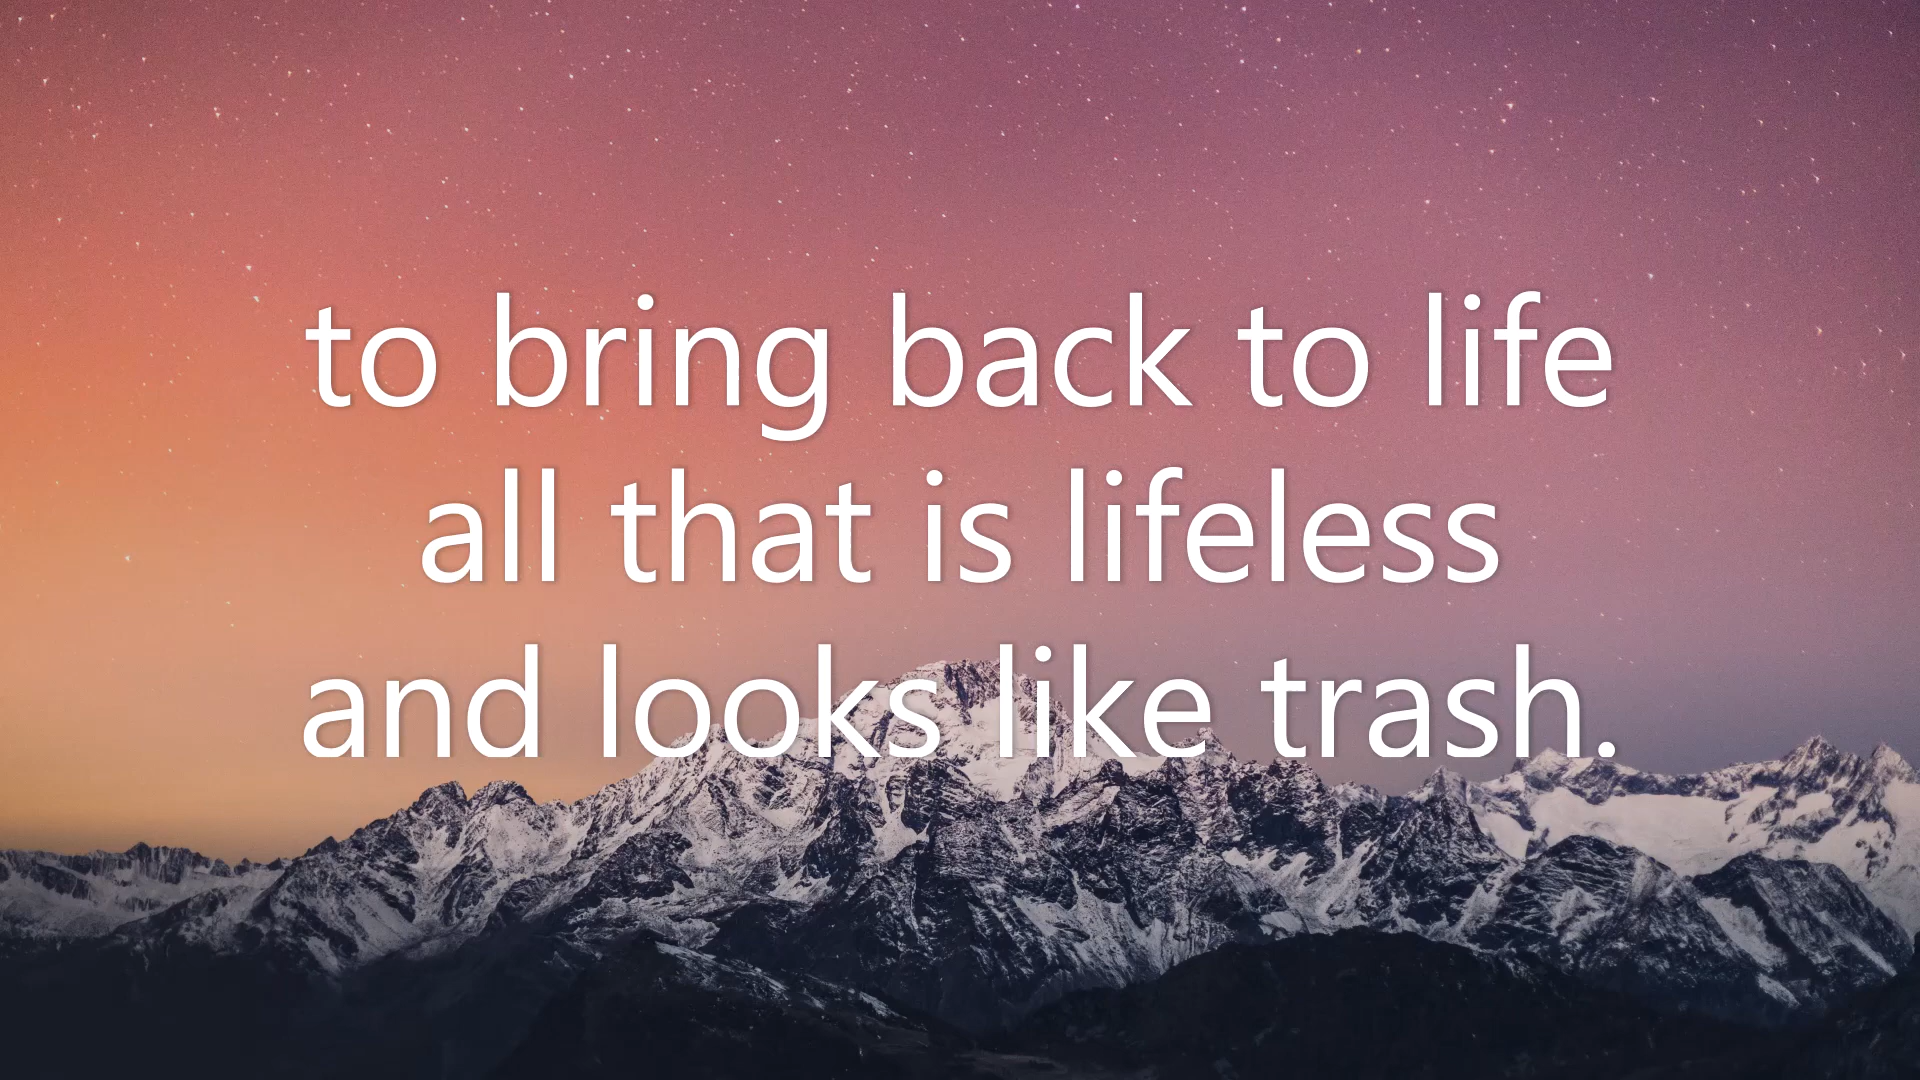 to bring back to life
all that is lifeless
and looks like trash.